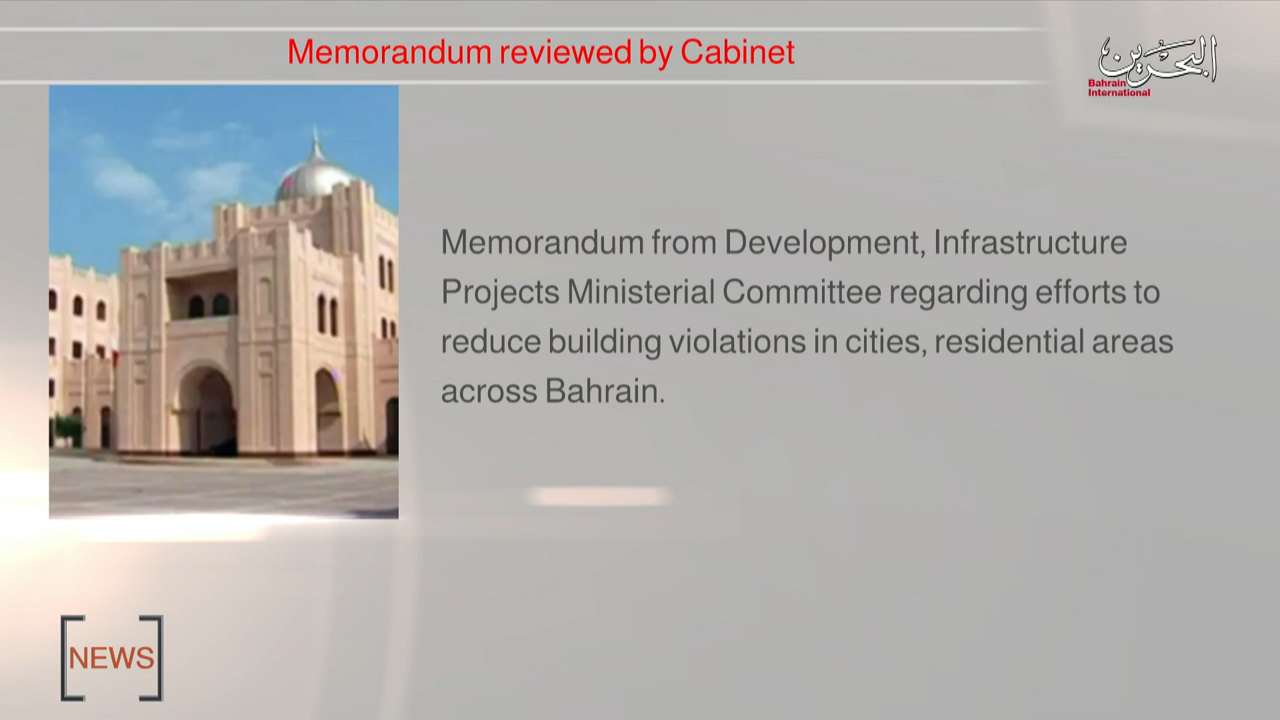 Memorandum reviewed by Cabinet
البحرين
Bahrain
International
Memorandum from Development, Infrastructure
Projects Ministerial Committee regarding efforts to
reduce building violations in cities, residential areas
across Bahrain.
NEWS